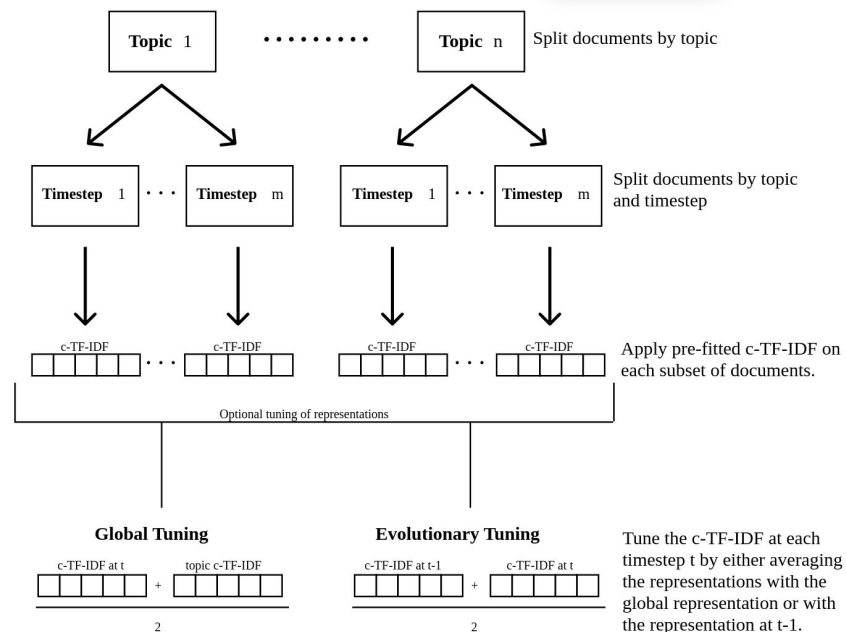 Topic 1 ......... Topic n Split documents by topic
Timestep 1 ... Timestep m Timestep 1 ... Timestep m
Split documents by topic
and timestep
c-TF-IDF ... c-TF-IDF c-TF-IDF ... c-TF-IDF
Apply pre-fitted c-TF-IDF on
each subset of documents.
Optional tuning of representations
Global Tuning
c-TF-IDF at t + topic c-TF-IDF
2
Evolutionary Tuning
c-TF-IDF at t-1 + c-TF-IDF at t
2
Tune the c-TF-IDF at each
timestep t by either averaging
the representations with the
global representation or with
the representation at t-1.